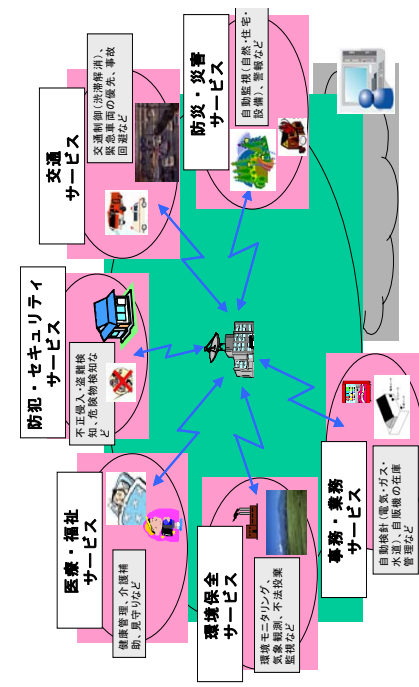 医療・福祉
サービス
健康管理、介護補
助、見守りなど
防犯・セキュリティ
サービス
不正侵入・盗難検
知、危険物検知な
ど
交通
サービス
交通制御(渋滞解消)、
緊急車両の優先、事故
回避など
環境保全
サービス
環境モニタリング、
気象観測、不法投棄
監視など
事務・業務
サービス
自動検針(電気・ガス・
水道)、自販機の在庫
管理など
防災・災害
サービス
自動監視(自然・住宅・
設備)、警報など